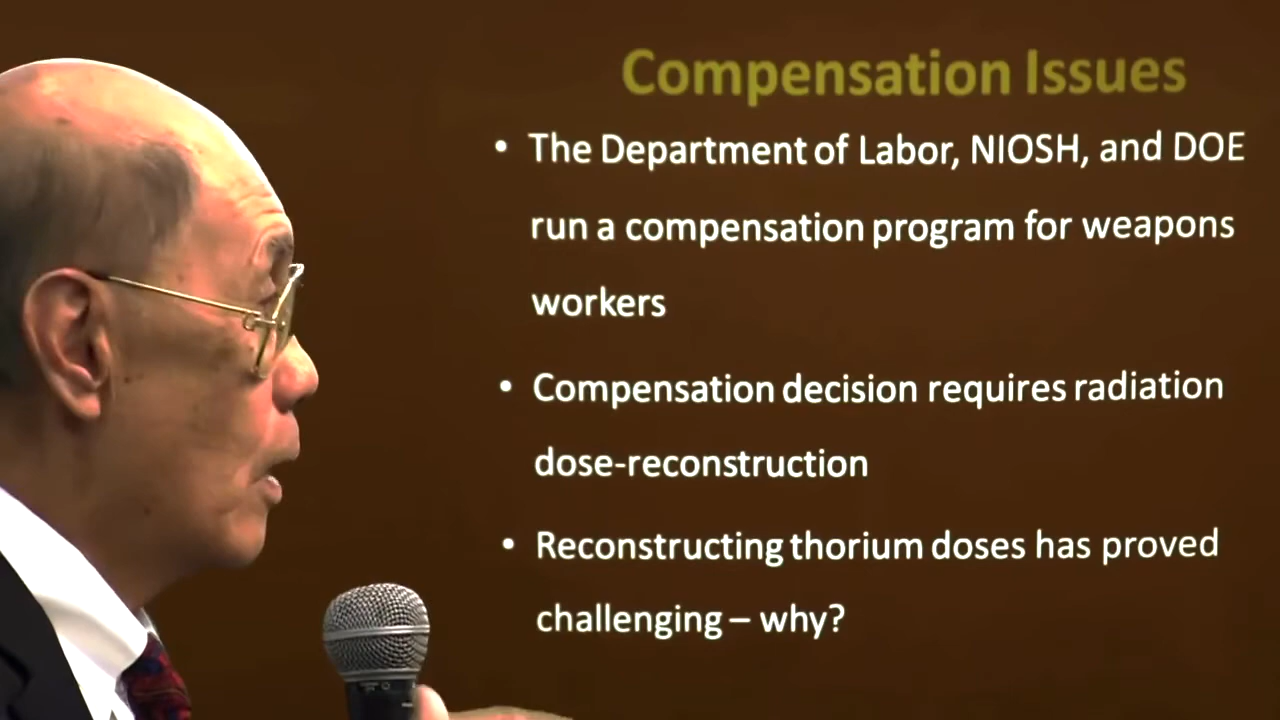 Compensation Issues
• The Department of Labor, NIOSH, and DOE
run a compensation program for weapons
workers
• Compensation decision requires radiation
dose-reconstruction
• Reconstructing thorium doses has proved
challenging – why?